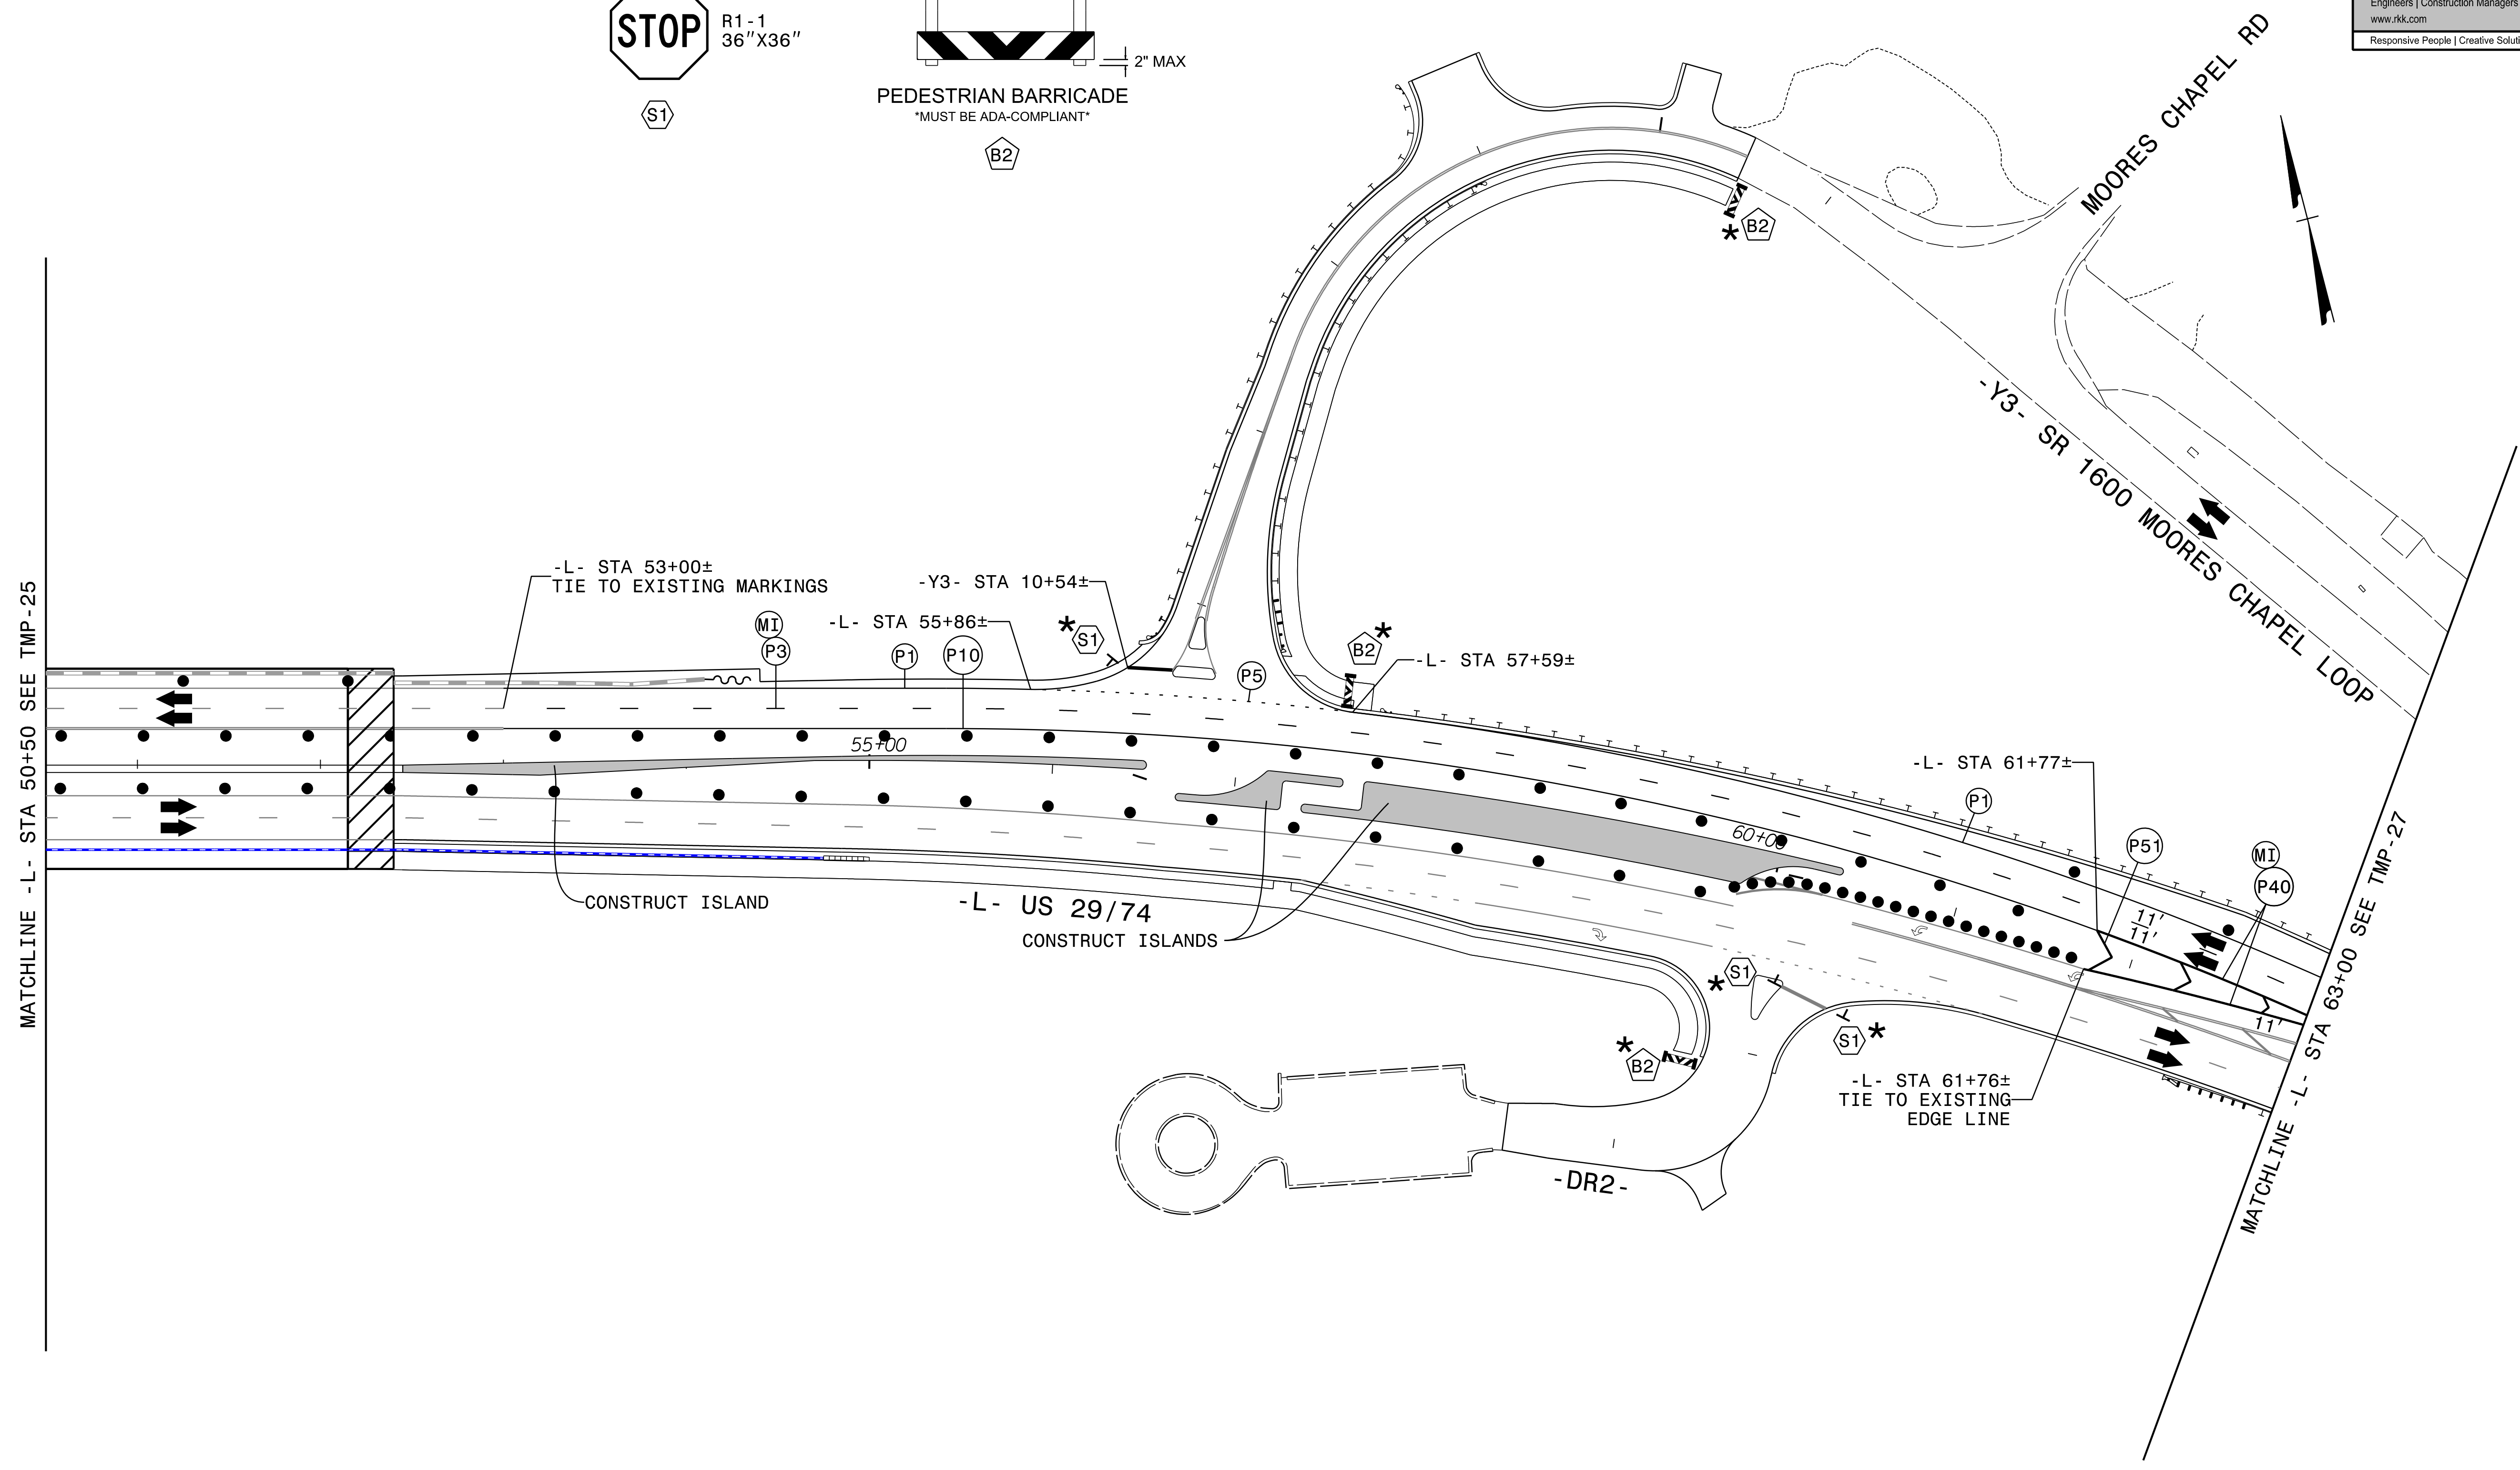 Engineers | Construction Managers
www.rkk.com
Responsive People | Creative
STOP
R1-1
36"X36"
S1
2" MAX
PEDESTRIAN BARRICADE
*MUST BE ADA-COMPLIANT*
B2
MOORES CHAPEL RD
* B2
-Y3- SR 1600 MOORES CHAPEL LOOP
MATCHLINE -L- STA 50+50 SEE TMP-25
-L- STA 53+00±
TIE TO EXISTING MARKINGS
-Y3- STA 10+54±
MI
P3
-L- STA 55+86±
P1
P10
* S1
P5
B2 *
-L- STA 57+59±
55+00
60+00
-L- STA 61+77±
P1
P51
MI
P40
11'
11'
11'
CONSTRUCT ISLAND
-L- US 29/74
CONSTRUCT ISLANDS
* S1
S1 *
* B2
-L- STA 61+76±
TIE TO EXISTING
EDGE LINE
-DR2-
MATCHLINE -L- STA 63+00 SEE TMP-27